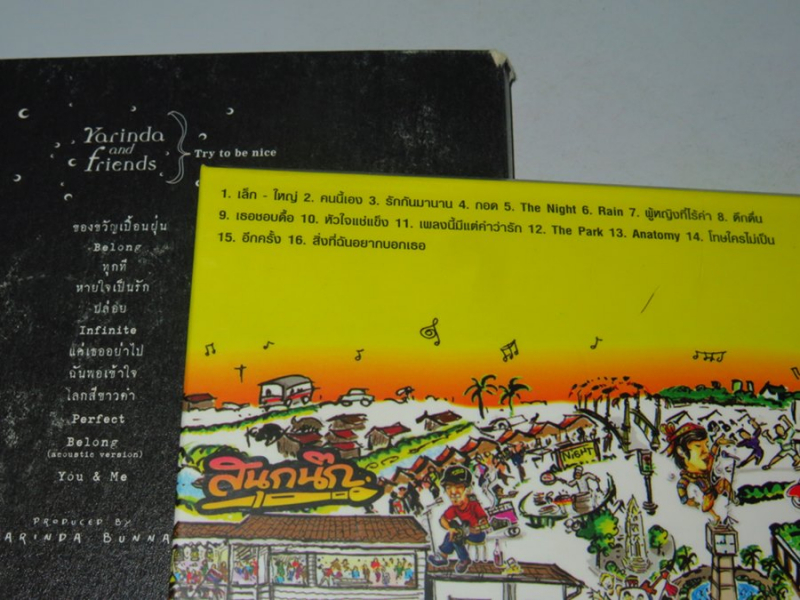 Yarinda
and
friends
Try to be nice
ของขวัญเปื้อนฝุ่น
Belong
ทุกที
หายใจเป็นรัก
ปล่อย
Infinite
แค่เธออย่าไป
ฉันพอเข้าใจ
โลกสีขาวดำ
Perfect
Belong
(acoustic version)
You & Me
PRODUCED BY
ARINDA BUNNA
1. เล็ก - ใหญ่ 2. คนนี้เอง 3. รักกันมานาน 4. กอด 5. The Night 6. Rain 7. ผู้หญิงที่ไร้ค่า 8. ดึกดื่น
9. เธอชอบดื้อ 10. หัวใจแช่แข็ง 11. เพลงนี้มีแต่คำว่ารัก 12. The Park 13. Anatomy 14. โทษใครไม่เป็น
15. อีกครั้ง 16. สิ่งที่ฉันอยากบอกเธอ
สนุกนึก
NIGHT